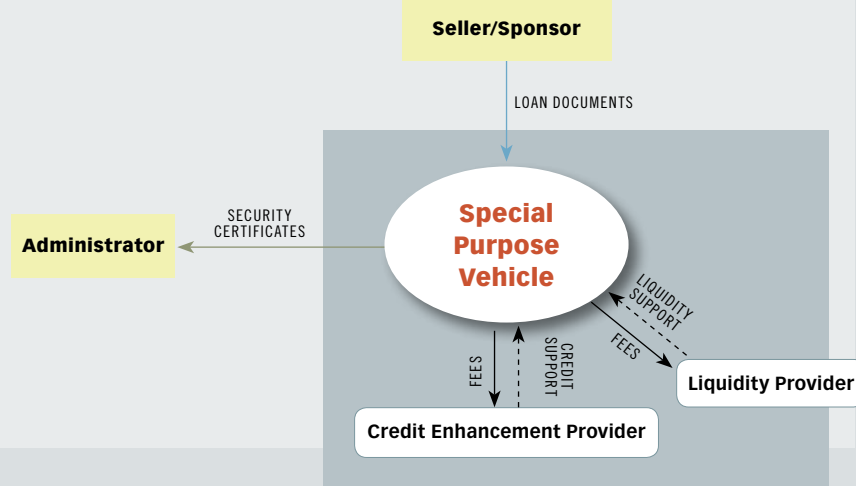 Seller/Sponsor
LOAN DOCUMENTS
SECURITY
CERTIFICATES
Administrator
Special
Purpose
Vehicle
LIQUIDITY
SUPPORT
FEES
FEES
CREDIT
SUPPORT
Liquidity Provider
Credit Enhancement Provider